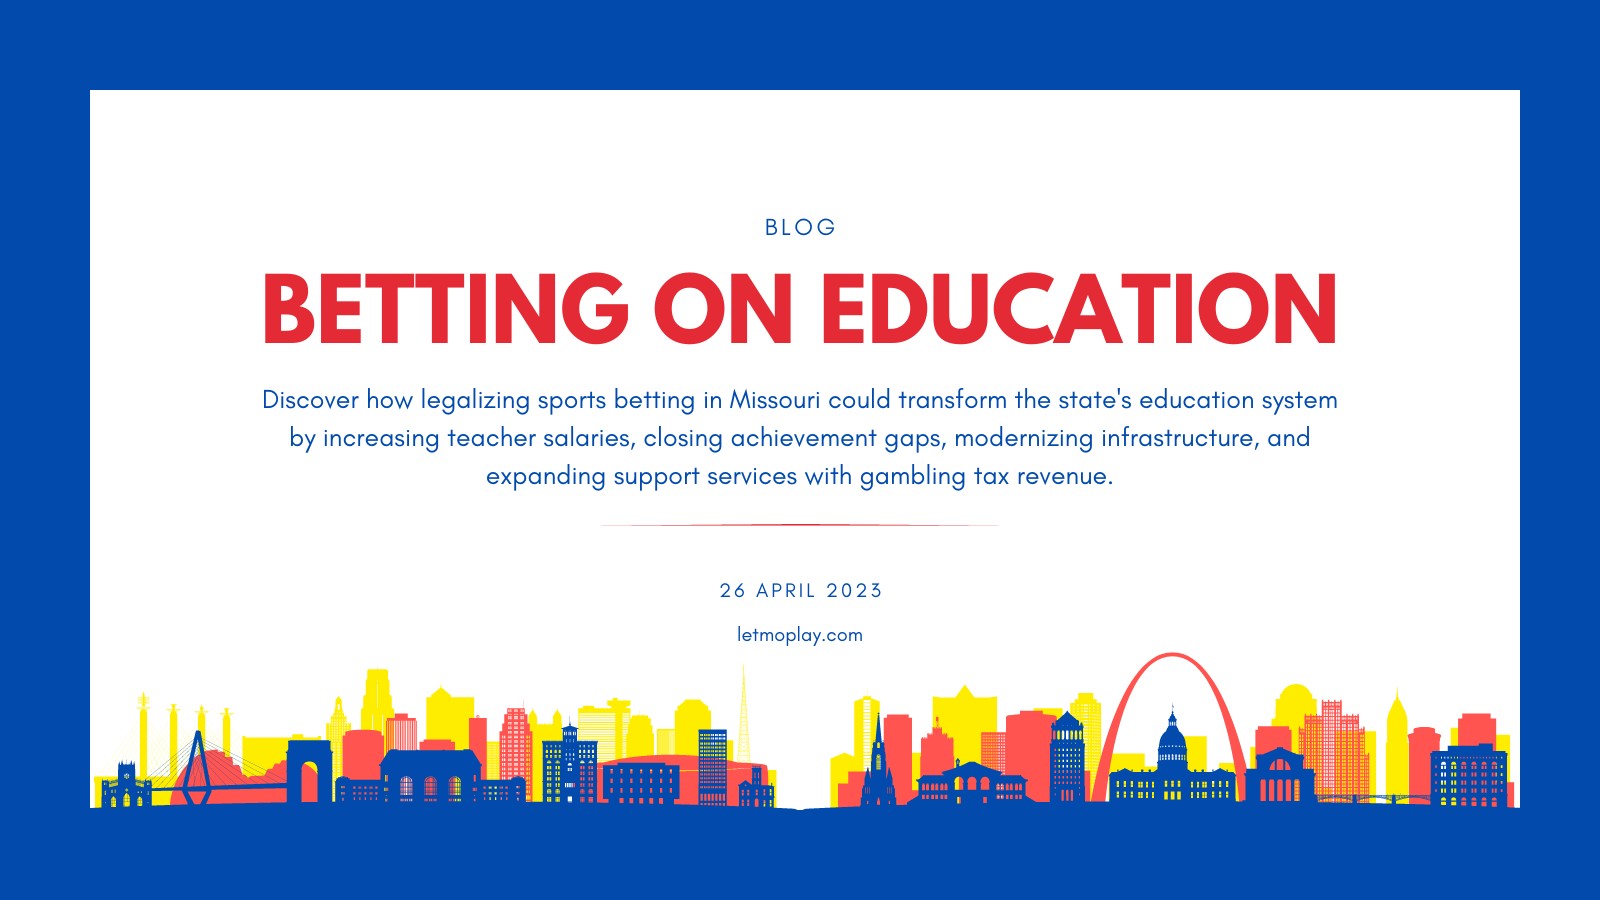 BLOG
BETTING ON EDUCATION
Discover how legalizing sports betting in Missouri could transform the state's education system
by increasing teacher salaries, closing achievement gaps, modernizing infrastructure, and
expanding support services with gambling tax revenue.
26 APRIL 2023
letmoplay.com